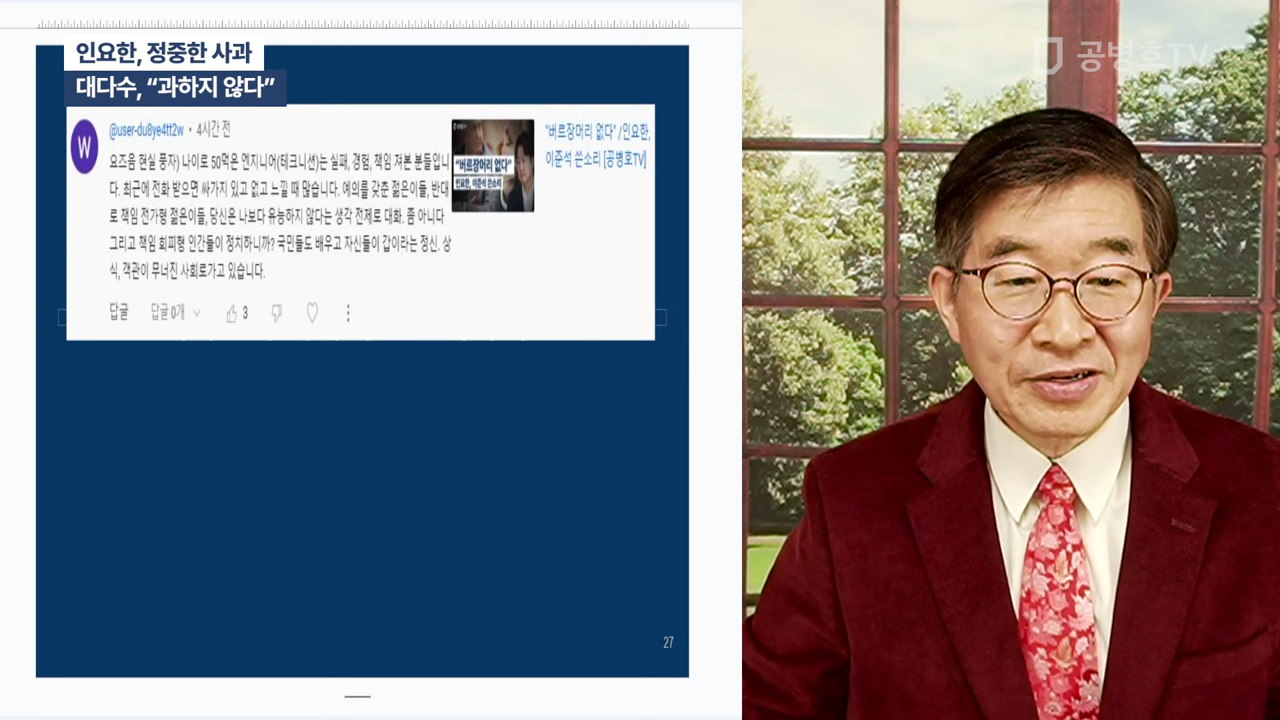 인요한, 정중한 사과
대다수, “과하지 않다”
공병호TV
W
@user-du8ye4tt2w • 4시간 전
요즈음 현실 풍자) 나이로 50먹은 엔지니어(테크니션)는 실패, 경험, 책임 져본 분들입니
다. 최근에 전화 받으면 싸가지 있고 없고 느낄 때 많습니다. 예의를 갖춘 젊은이들, 반대
로 책임 전가형 젊은이들, 당신은 나보다 유능하지 않다는 생각 전제로 대화. 좀 아니다
그리고 책임 회피형 인간들이 정치하니까? 국민들도 배우고 자신들이 갑이라는 정신. 상
식, 객관이 무너진 사회로가고 있습니다.
답글 답글 0개 3
"버르장머리 없다"
인요한, 이준석 쓴소리
"버르장머리 없다" /인요한,
이준석 쓴소리 [공병호TV]
27